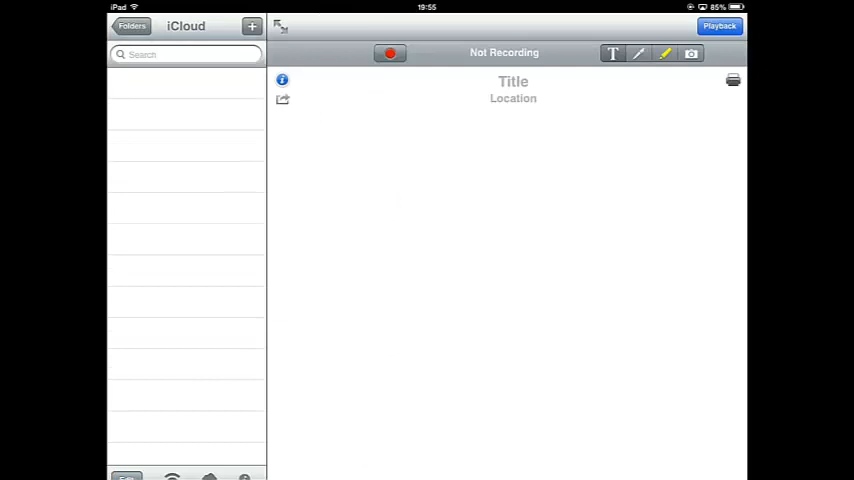 iPad
19:55
85%
Folders
iCloud
+
Playback
Search
Not Recording
T
Title
Location